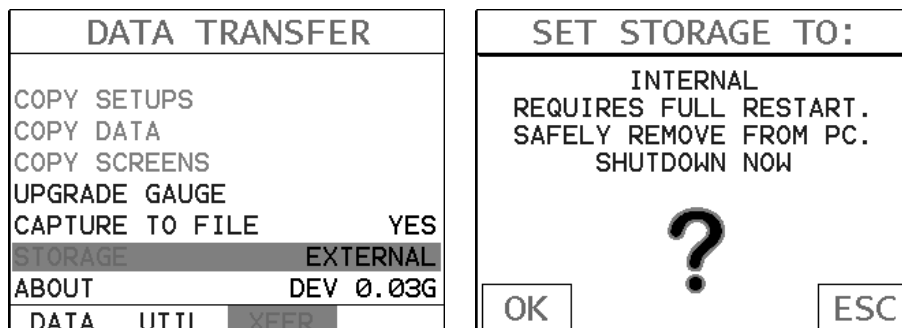 DATA TRANSFER
COPY SETUPS
COPY DATA
COPY SCREENS
UPGRADE GAUGE
CAPTURE TO FILE YES
STORAGE EXTERNAL
ABOUT DEV 0.03G
DATA UTIL XFER
SET STORAGE TO:
INTERNAL
REQUIRES FULL RESTART.
SAFELY REMOVE FROM PC.
SHUTDOWN NOW
?
OK ESC